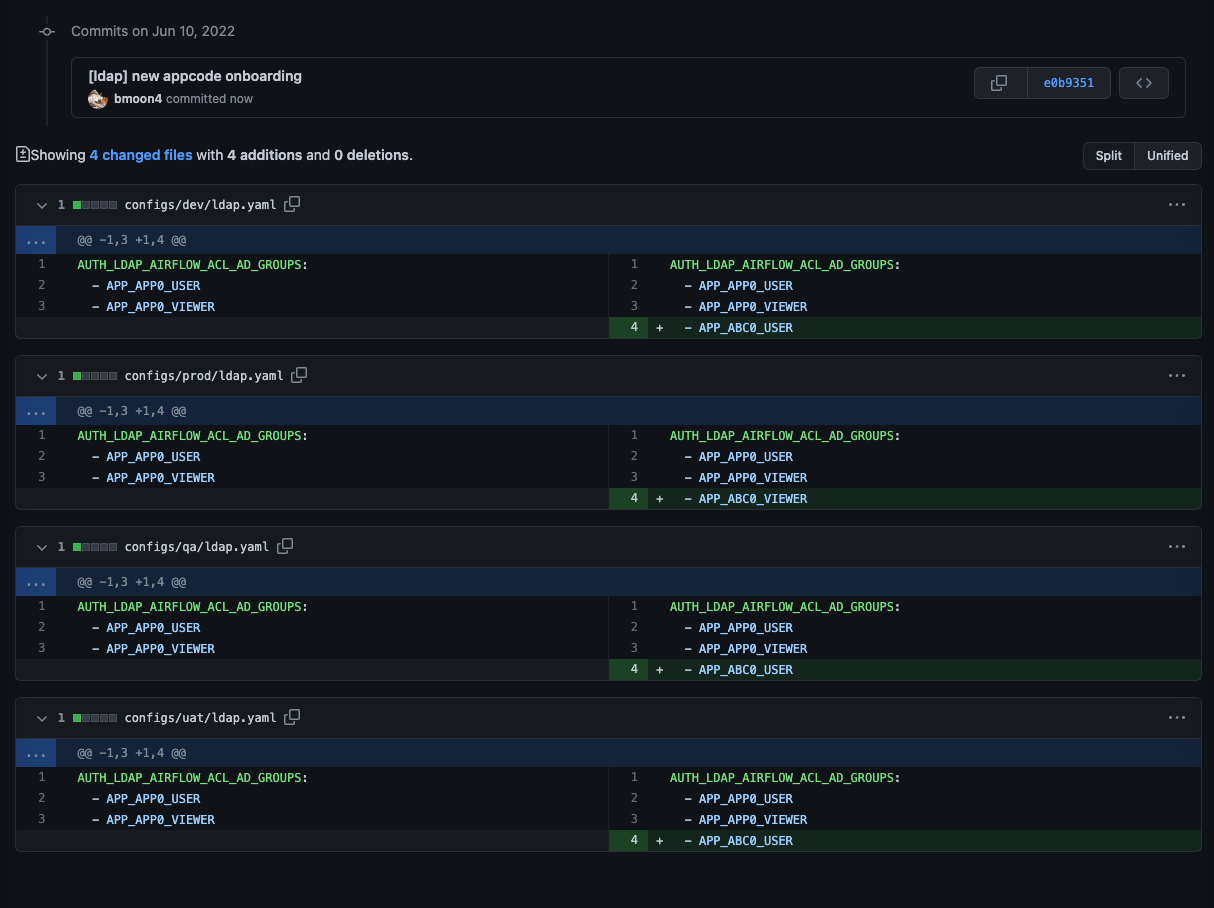 Commits on Jun 10, 2022
[ldap] new appcode onboarding
e0b9351
bmoon4 committed now
Showing 4 changed files with 4 additions and 0 deletions.
Split Unified
1 configs/dev/ldap.yaml
... @@ -1,3 +1,4 @@
1 AUTH_LDAP_AIRFLOW_ACL_AD_GROUPS: 1 AUTH_LDAP_AIRFLOW_ACL_AD_GROUPS:
2 - APP_APP0_USER 2 - APP_APP0_USER
3 - APP_APP0_VIEWER 3 - APP_APP0_VIEWER
4 + - APP_ABC0_USER
1 configs/prod/ldap.yaml
... @@ -1,3 +1,4 @@
1 AUTH_LDAP_AIRFLOW_ACL_AD_GROUPS: 1 AUTH_LDAP_AIRFLOW_ACL_AD_GROUPS:
2 - APP_APP0_USER 2 - APP_APP0_USER
3 - APP_APP0_VIEWER 3 - APP_APP0_VIEWER
4 + - APP_ABC0_VIEWER
1 configs/qa/ldap.yaml
... @@ -1,3 +1,4 @@
1 AUTH_LDAP_AIRFLOW_ACL_AD_GROUPS: 1 AUTH_LDAP_AIRFLOW_ACL_AD_GROUPS:
2 - APP_APP0_USER 2 - APP_APP0_USER
3 - APP_APP0_VIEWER 3 - APP_APP0_VIEWER
4 + - APP_ABC0_USER
1 configs/uat/ldap.yaml
... @@ -1,3 +1,4 @@
1 AUTH_LDAP_AIRFLOW_ACL_AD_GROUPS: 1 AUTH_LDAP_AIRFLOW_ACL_AD_GROUPS:
2 - APP_APP0_USER 2 - APP_APP0_USER
3 - APP_APP0_VIEWER 3 - APP_APP0_VIEWER
4 + - APP_ABC0_USER